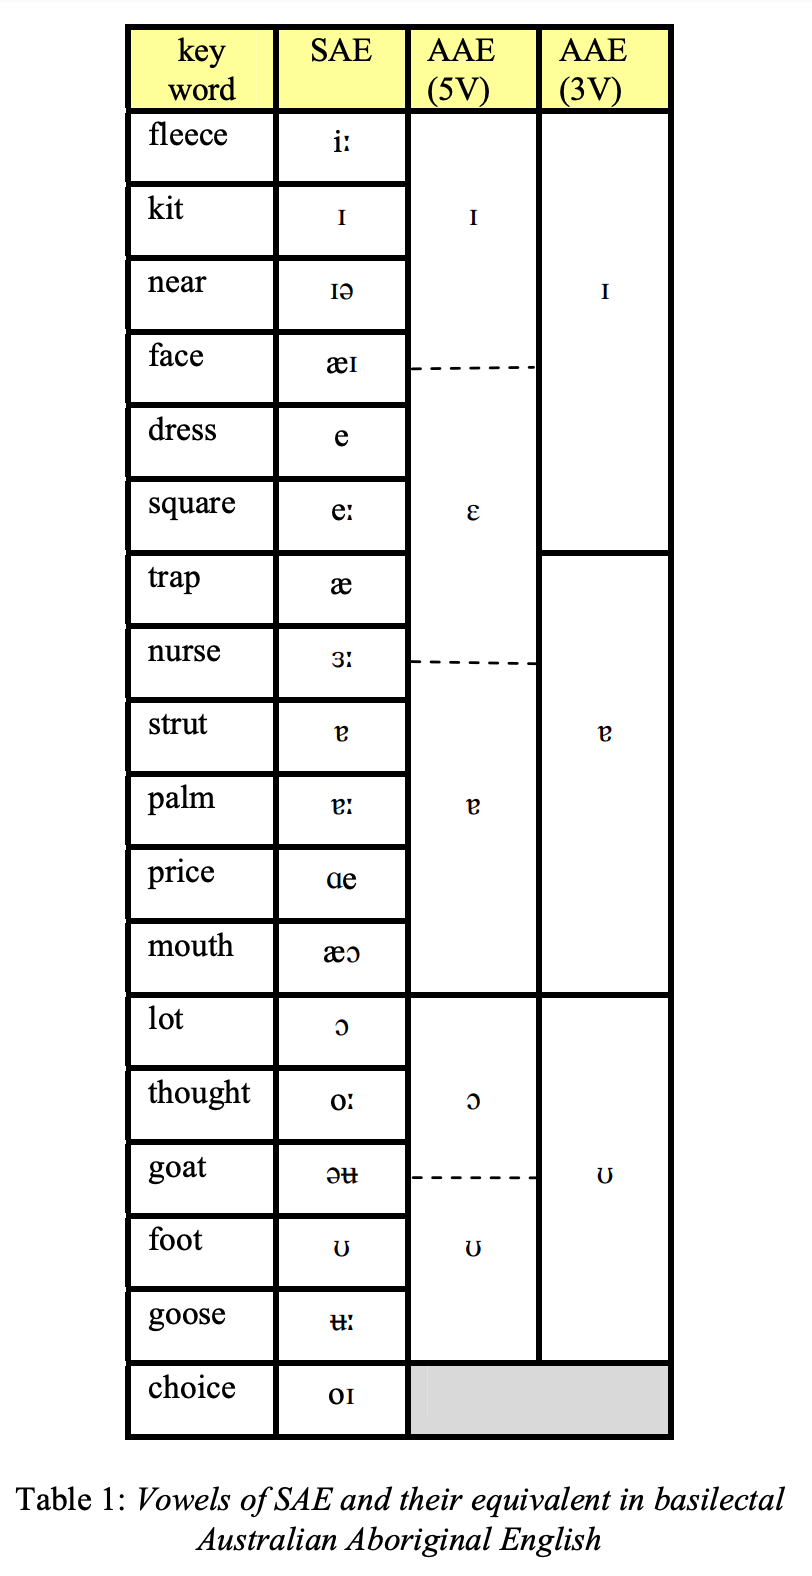 key word SAE AAE (5V) AAE (3V)
fleece iː
kit ɪ ɪ
near ɪə ɪ
face æɪ
dress e
square eː ɛ
trap æ
nurse ɜː
strut ɐ ɐ
palm ɐː ɐ
price ɑe
mouth æɔ
lot ɔ
thought oː ɔ
goat əʉ ʊ
foot ʊ ʊ
goose ʉː
choice oɪ
Table 1: Vowels of SAE and their equivalent in basilectal
Australian Aboriginal English